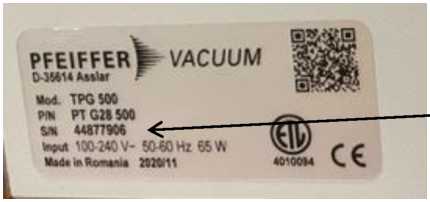 PFEIFFER VACUUM
D-35614 Asslar
Mod. TPG 500
P/N PT G28 500
S/N 44877906
Input 100-240 V~ 50-60 Hz 65 W
Made in Romania 2020/11
ETL
4010094
CE